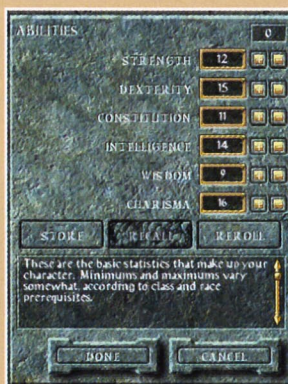 ABILITIES 0
STRENGTH 12
DEXTERITY 15
CONSTITUTION 11
INTELLIGENCE 14
WISDOM 9
CHARISMA 16
STORE RECALL REROLL
These are the basic statistics that make up your
character. Minimums and maximums vary
somewhat, according to class and race
prerequisites.
DONE CANCEL